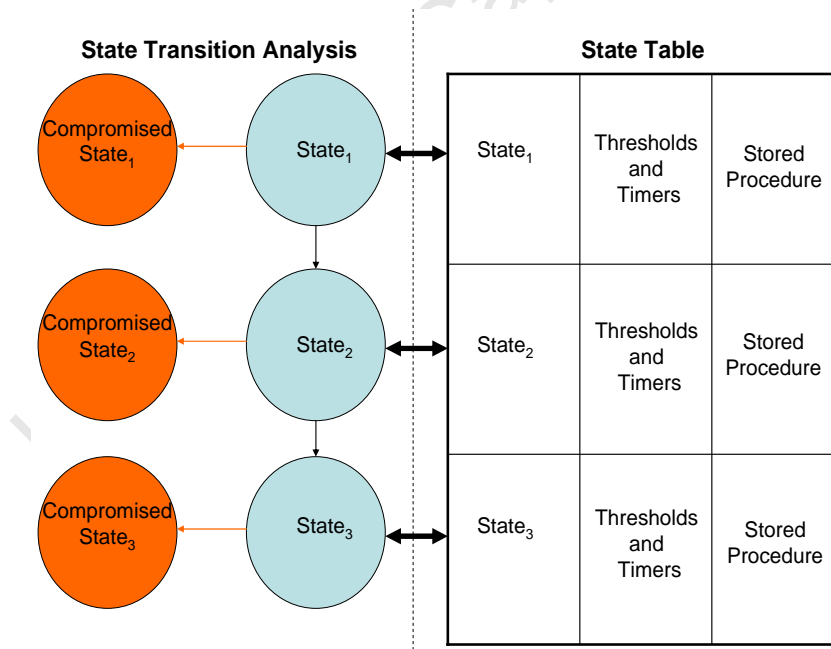 State Transition Analysis
State Table
Compromised
State₁
State₁
State₁
Thresholds
and
Timers
Stored
Procedure
Compromised
State₂
State₂
State₂
Thresholds
and
Timers
Stored
Procedure
Compromised
State₃
State₃
State₃
Thresholds
and
Timers
Stored
Procedure